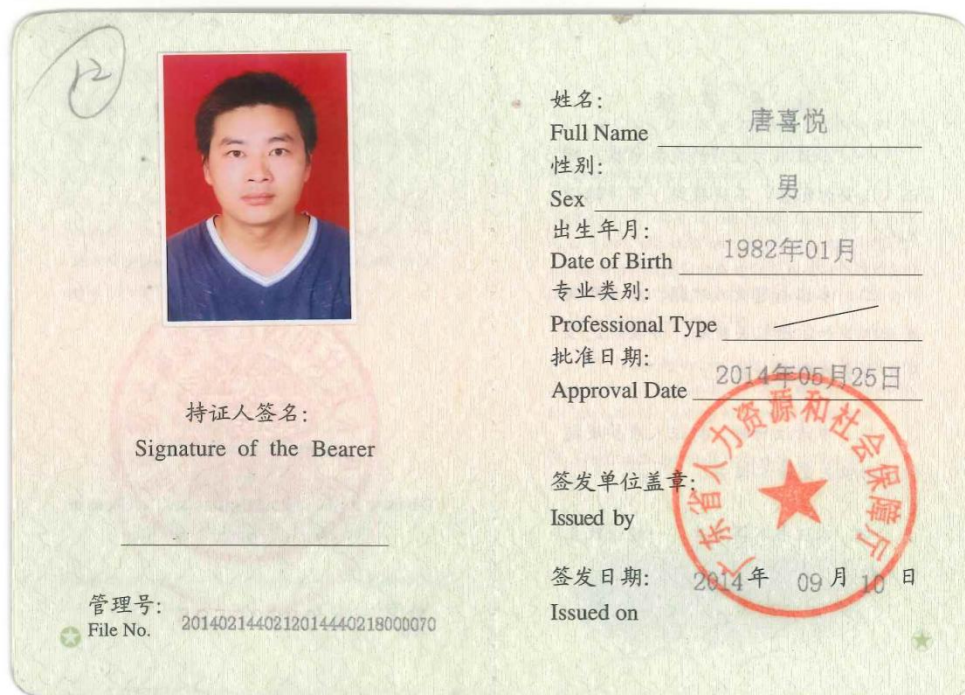 12
持证人签名:
Signature of the Bearer
管理号:
File No. 2014021440212014440218000070
姓名:
Full Name 唐喜悦
性别:
Sex 男
出生年月:
Date of Birth 1982年01月
专业类别:
Professional Type
批准日期:
Approval Date 2014年05月25日
签发单位盖章:
Issued by
广东省人力资源和社会保障厅
签发日期: 2014年 09月 10日
Issued on